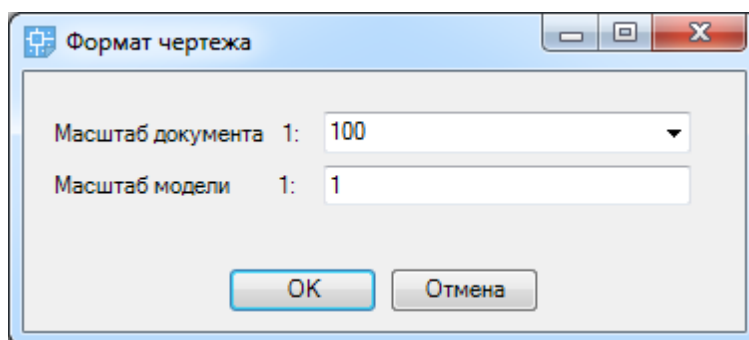 Формат чертежа
Масштаб документа 1: 100
Масштаб модели 1: 1
OK Отмена